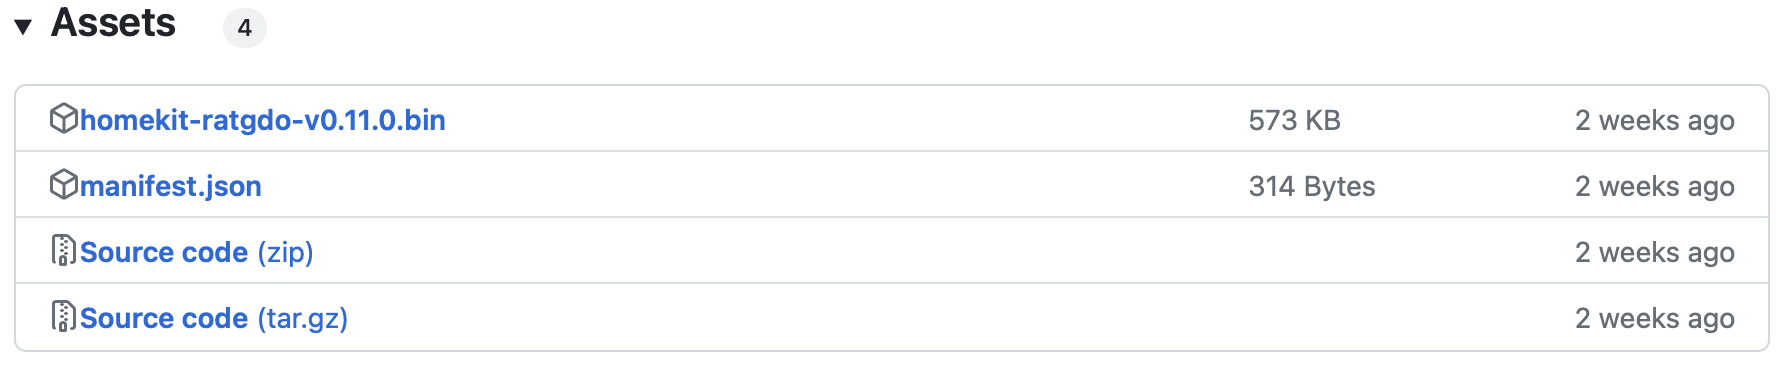 Assets 4
homekit-ratgdo-v0.11.0.bin 573 KB 2 weeks ago
manifest.json 314 Bytes 2 weeks ago
Source code (zip) 2 weeks ago
Source code (tar.gz) 2 weeks ago